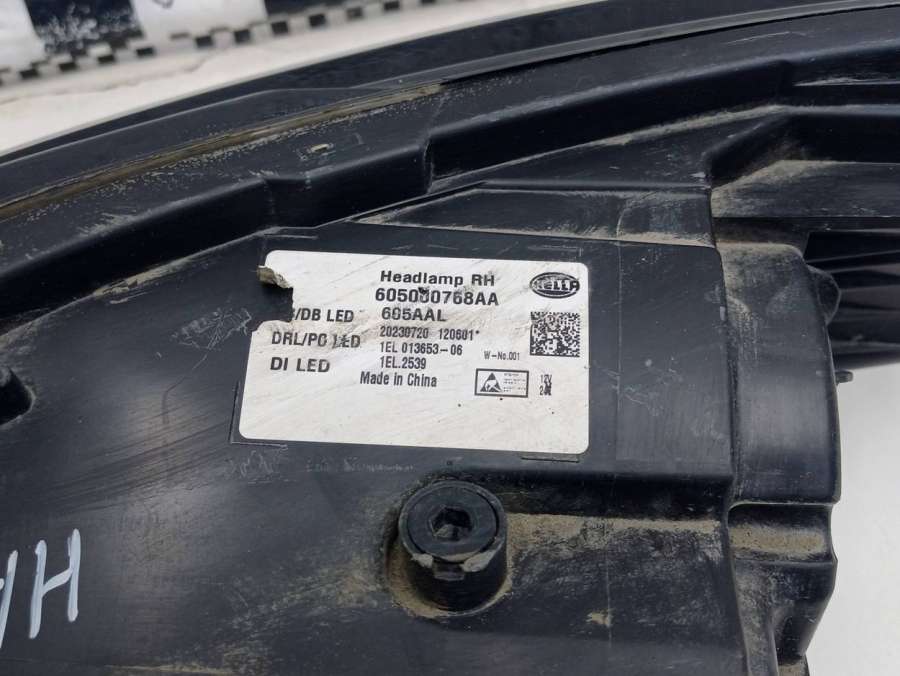 Headlamp RH
HELLA
605000768AA
/DB LED 605AAL
DRL/PO LED 20230720 120601*
1EL 013653-06 W-No.001
DI LED 1EL.2539
Made in China
12V